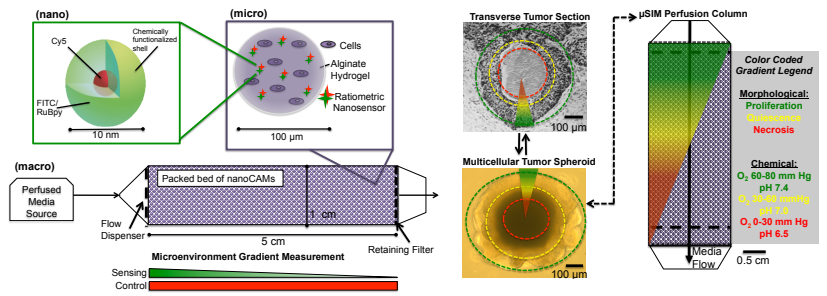 (nano)
Cy5
Chemically
functionalized
shell
FITC/
RuBpy
10 nm
(micro)
Cells
Alginate
Hydrogel
Ratiometric
Nanosensor
100 µm
(macro)
Perfused
Media
Source
Packed bed of nanoCAMs
1 cm
Flow
Dispenser
5 cm
Retaining Filter
Microenvironment Gradient Measurement
Sensing
Control
Transverse Tumor Section
100 µm
Multicellular Tumor Spheroid
100 µm
µSIM Perfusion Column
Media
Flow
0.5 cm
Color Coded
Gradient Legend
Morphological:
Proliferation
Quiescence
Necrosis
Chemical:
O2 60-80 mm Hg
pH 7.4
O2 30-60 mmHg
pH 7.0
O2 0-30 mm Hg
pH 6.5